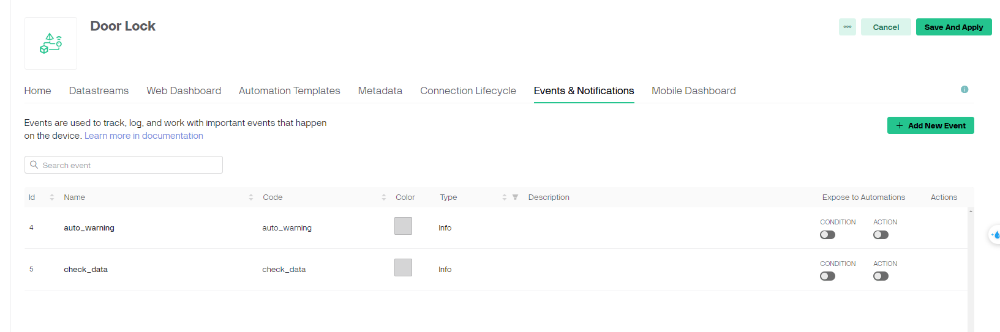 Door Lock
Cancel
Save And Apply
Home Datastreams Web Dashboard Automation Templates Metadata Connection Lifecycle Events & Notifications Mobile Dashboard
Events are used to track, log, and work with important events that happen
on the device. Learn more in documentation
+ Add New Event
Search event
Id Name Code Color Type Description Expose to Automations Actions
4 auto_warning auto_warning Info CONDITION ACTION
5 check_data check_data Info CONDITION ACTION